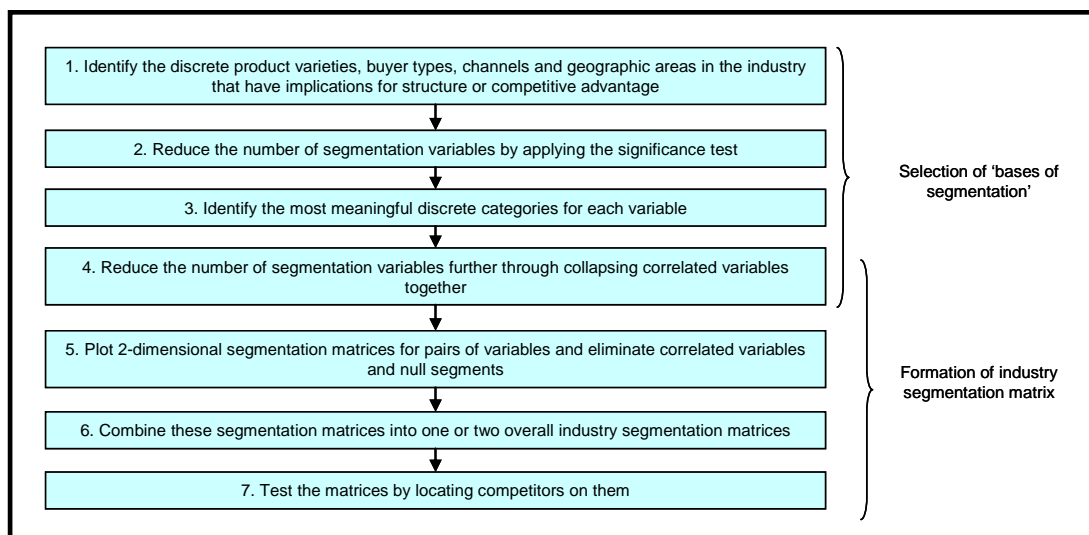 1. Identify the discrete product varieties, buyer types, channels and geographic areas in the industry
that have implications for structure or competitive advantage
2. Reduce the number of segmentation variables by applying the significance test
3. Identify the most meaningful discrete categories for each variable
4. Reduce the number of segmentation variables further through collapsing correlated variables
together
5. Plot 2-dimensional segmentation matrices for pairs of variables and eliminate correlated variables
and null segments
6. Combine these segmentation matrices into one or two overall industry segmentation matrices
7. Test the matrices by locating competitors on them
Selection of ‘bases of
segmentation’
Formation of industry
segmentation matrix